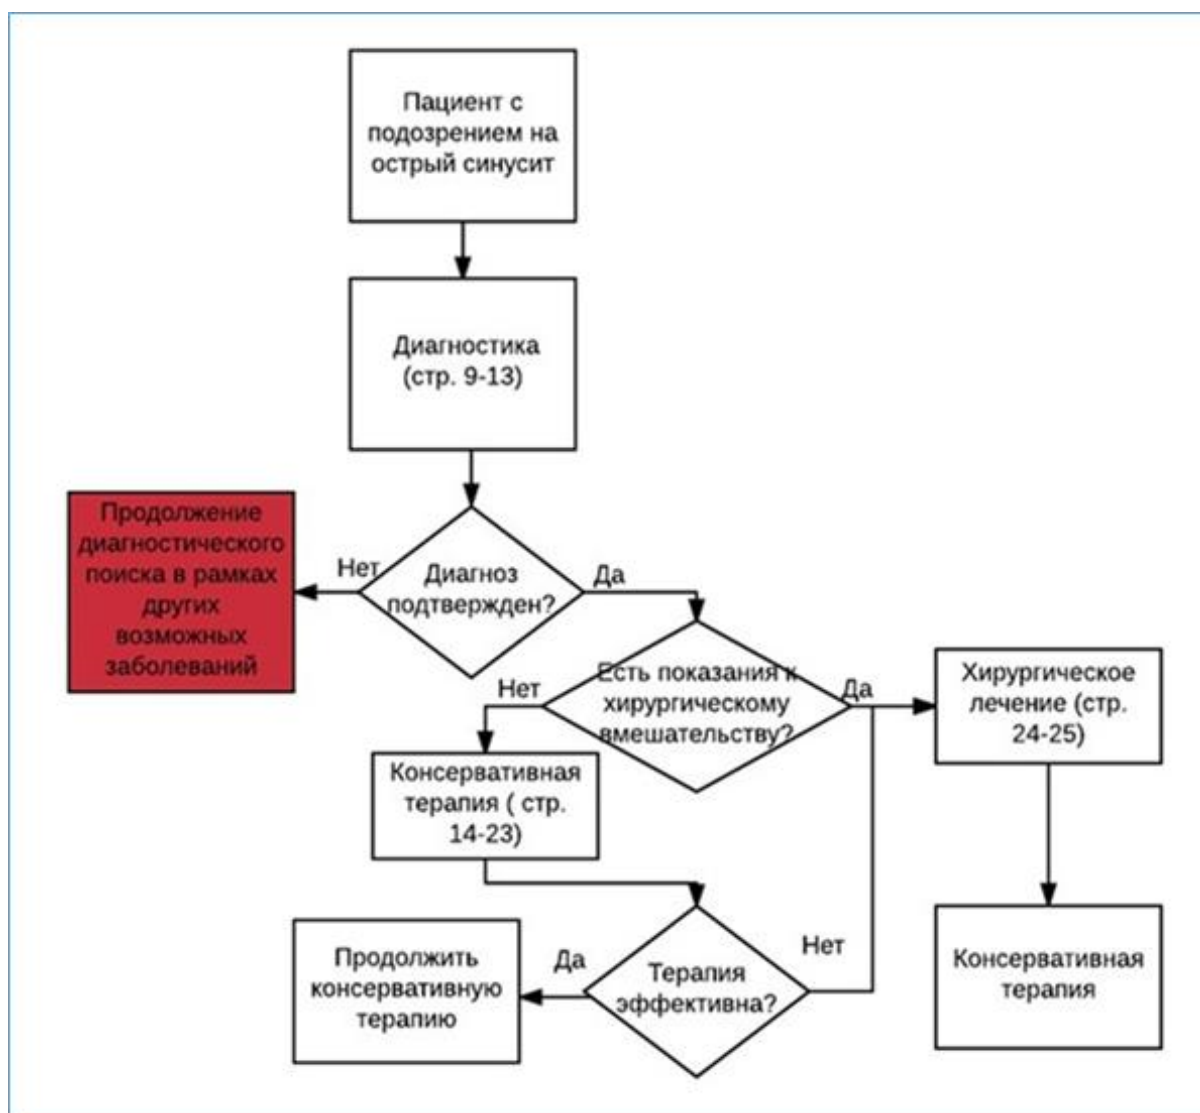 Пациент с
подозрением на
острый синусит
Диагностика
(стр. 9-13)
Продолжение
диагностического
поиска в рамках
других
возможных
заболеваний
Нет
Диагноз
подтвержден?
Да
Нет
Есть показания к
хирургическому
вмешательству?
Да
Хирургическое
лечение (стр.
24-25)
Консервативная
терапия ( стр.
14-23)
Продолжить
консервативную
терапию
Да
Терапия
эффективна?
Нет
Консервативная
терапия